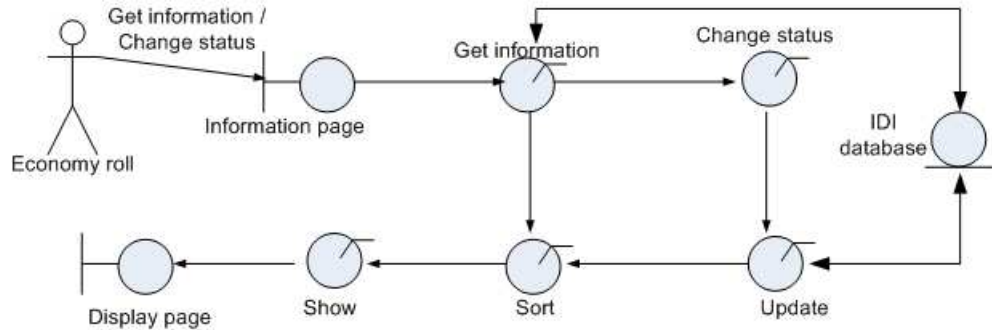 Get information /
Change status
Economy roll
Information page
Get information
Change status
IDI
database
Display page
Show
Sort
Update